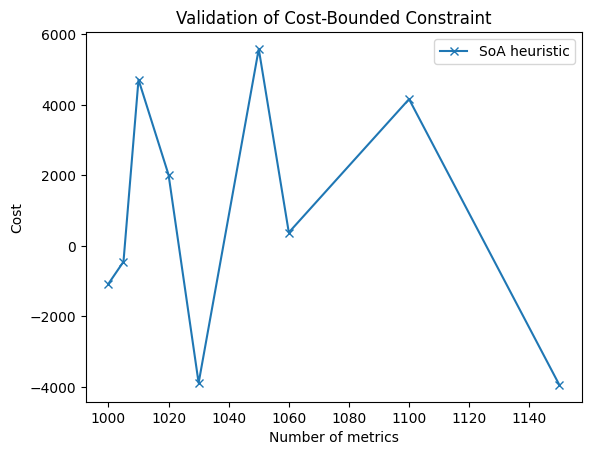 Validation of Cost-Bounded Constraint
SoA heuristic
Cost
6000
4000
2000
0
−2000
−4000
1000 1020 1040 1060 1080 1100 1120 1140
Number of metrics